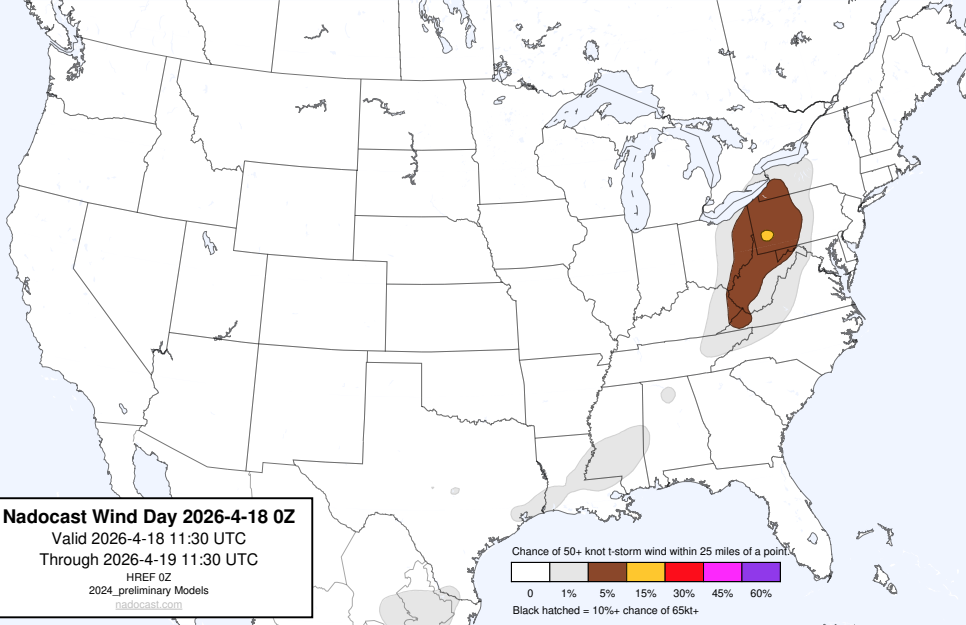 Nadocast Wind Day 2026-4-18 0Z
Valid 2026-4-18 11:30 UTC
Through 2026-4-19 11:30 UTC
HREF 0Z
2024_preliminary Models
nadocast.com
Chance of 50+ knot t-storm wind within 25 miles of a point.
0 1% 5% 15% 30% 45% 60%
Black hatched = 10%+ chance of 65kt+